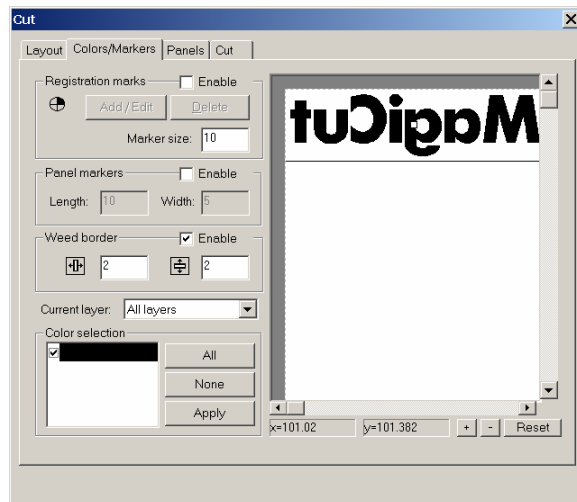 Cut
Layout Colors/Markers Panels Cut
Registration marks Enable
Add/Edit Delete
Marker size: 10
Panel markers Enable
Length: 10 Width: 5
Weed border Enable
2 2
Current layer: All layers
Color selection
All
None
Apply
MagiCut
x=101.02 y=101.382 + - Reset